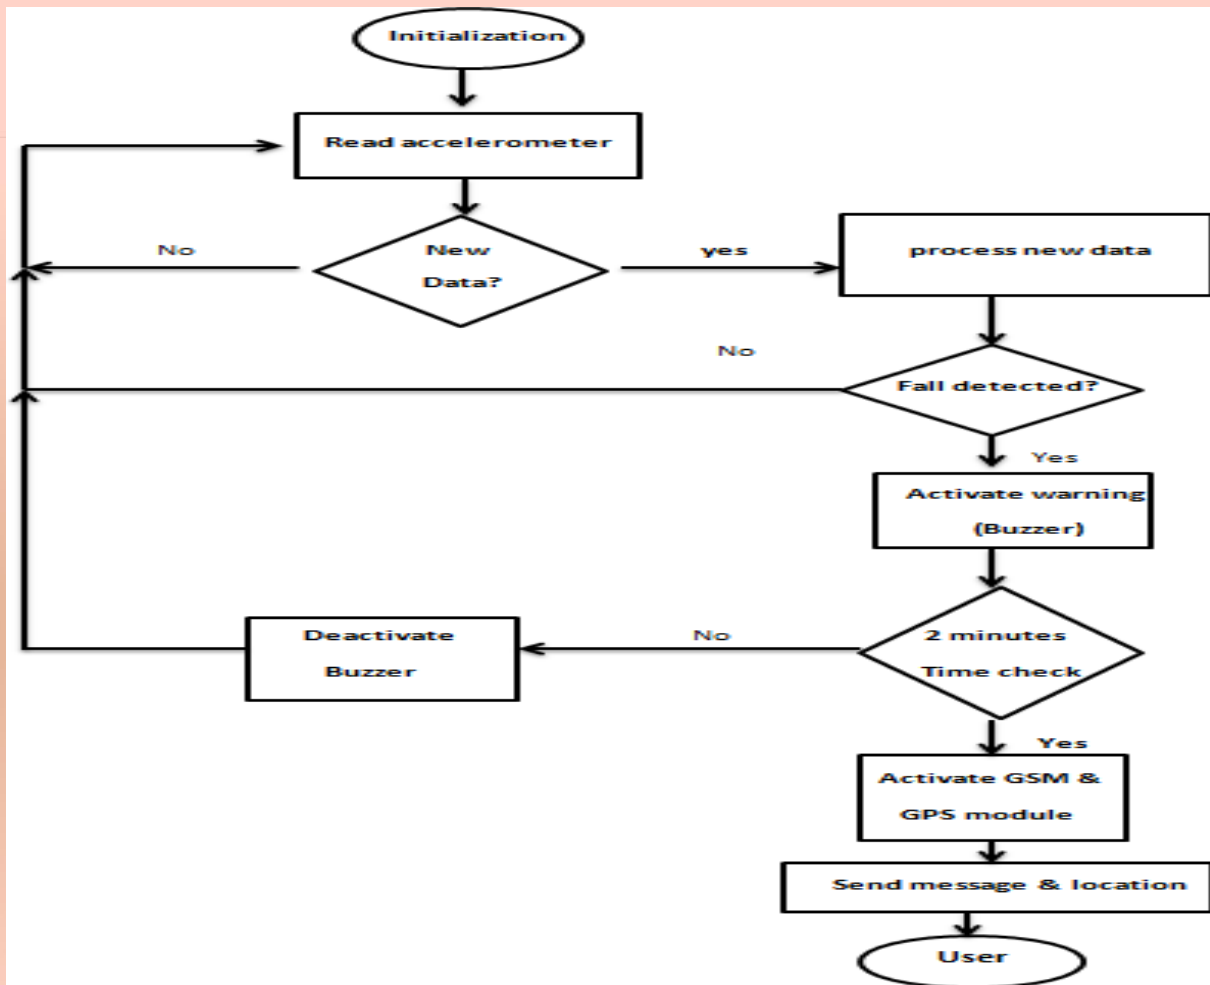 Initialization
Read accelerometer
New
Data?
No
yes
process new data
No
Fall detected?
Yes
Activate warning
(Buzzer)
2 minutes
Time check
No
Deactivate
Buzzer
Yes
Activate GSM &
GPS module
Send message & location
User